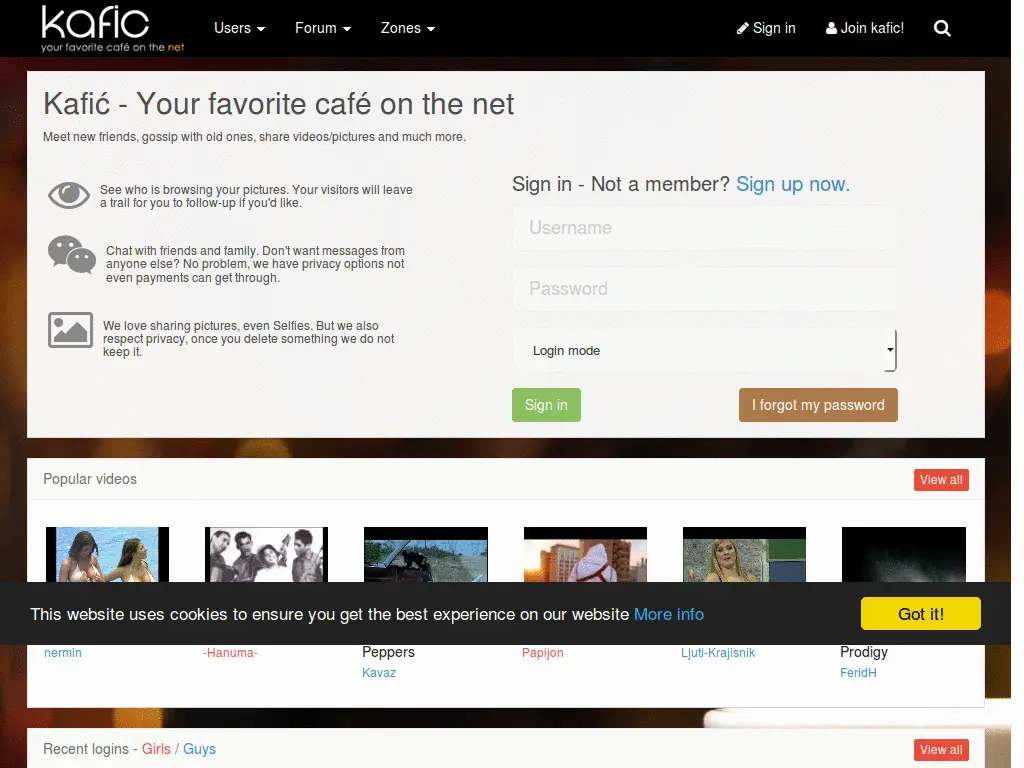 kafic
your favorite café on the net
Users
Forum
Zones
Sign in
Join kafic!
Kafić - Your favorite café on the net
Meet new friends, gossip with old ones, share videos/pictures and much more.
See who is browsing your pictures. Your visitors will leave
a trail for you to follow-up if you'd like.
Chat with friends and family. Don't want messages from
anyone else? No problem, we have privacy options not
even payments can get through.
We love sharing pictures, even Selfies. But we also
respect privacy, once you delete something we do not
keep it.
Sign in - Not a member? Sign up now.
Username
Password
Login mode
Sign in
I forgot my password
Popular videos
View all
This website uses cookies to ensure you get the best experience on our website More info
Got it!
nermin
-Hanuma-
Peppers
Kavaz
Papijon
Ljuti-Krajisnik
Prodigy
FeridH
Recent logins - Girls / Guys
View all